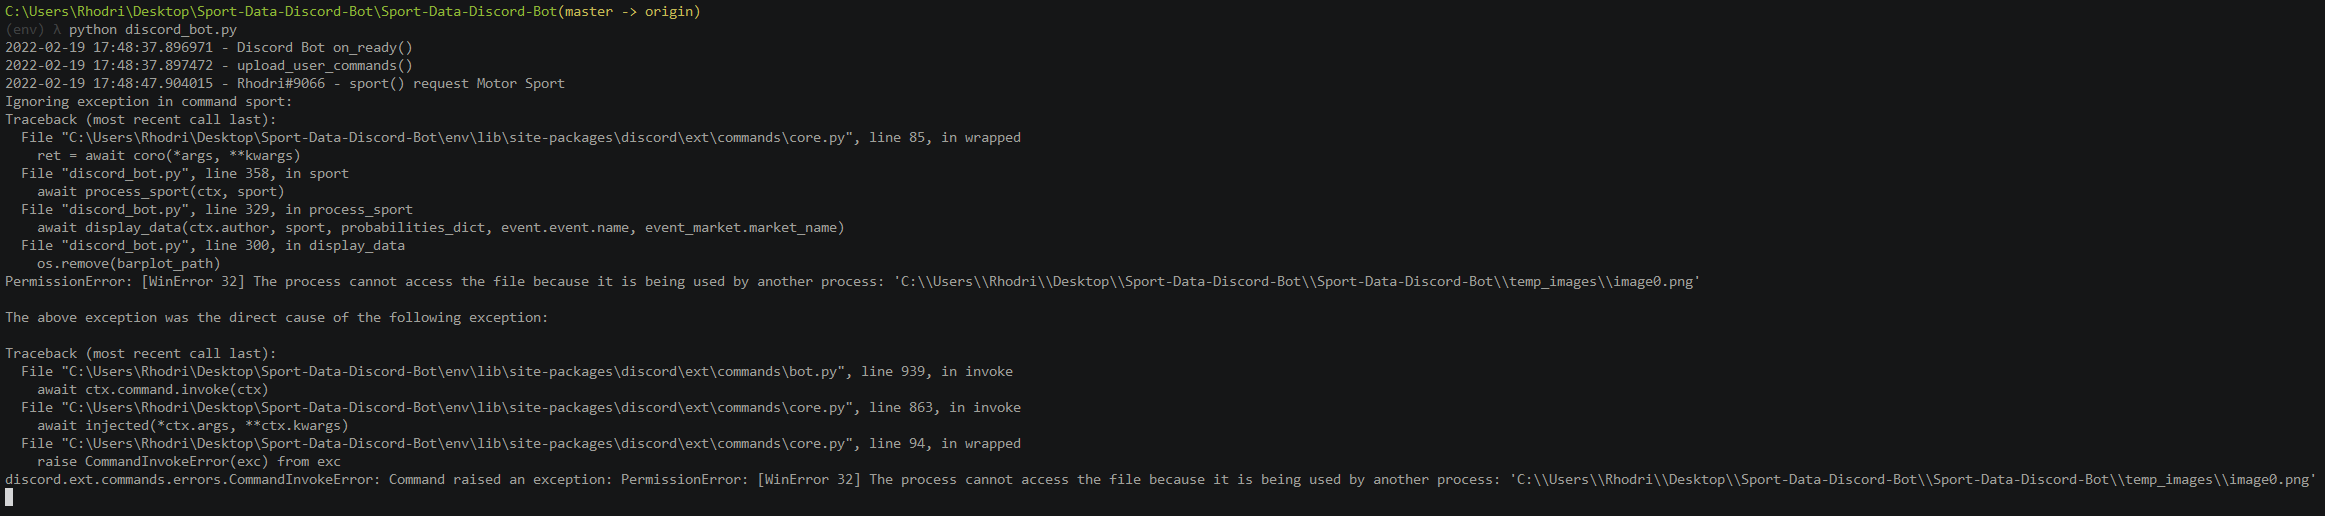 C:\Users\Rhodri\Desktop\Sport-Data-Discord-Bot\Sport-Data-Discord-Bot(master -> origin)
(env) λ python discord_bot.py
2022-02-19 17:48:37.896971 - Discord Bot on_ready()
2022-02-19 17:48:37.897472 - upload_user_commands()
2022-02-19 17:48:47.904015 - Rhodri#9066 - sport() request Motor Sport
Ignoring exception in command sport:
Traceback (most recent call last):
  File "C:\Users\Rhodri\Desktop\Sport-Data-Discord-Bot\env\lib\site-packages\discord\ext\commands\core.py", line 85, in wrapped
    ret = await coro(*args, **kwargs)
  File "discord_bot.py", line 358, in sport
    await process_sport(ctx, sport)
  File "discord_bot.py", line 329, in process_sport
    await display_data(ctx.author, sport, probabilities_dict, event.event.name, event_market.market_name)
  File "discord_bot.py", line 300, in display_data
    os.remove(barplot_path)
PermissionError: [WinError 32] The process cannot access the file because it is being used by another process: 'C:\\Users\\Rhodri\\Desktop\\Sport-Data-Discord-Bot\\Sport-Data-Discord-Bot\\temp_images\\image0.png'

The above exception was the direct cause of the following exception:

Traceback (most recent call last):
  File "C:\Users\Rhodri\Desktop\Sport-Data-Discord-Bot\env\lib\site-packages\discord\ext\commands\bot.py", line 939, in invoke
    await ctx.command.invoke(ctx)
  File "C:\Users\Rhodri\Desktop\Sport-Data-Discord-Bot\env\lib\site-packages\discord\ext\commands\core.py", line 863, in invoke
    await injected(*ctx.args, **ctx.kwargs)
  File "C:\Users\Rhodri\Desktop\Sport-Data-Discord-Bot\env\lib\site-packages\discord\ext\commands\core.py", line 94, in wrapped
    raise CommandInvokeError(exc) from exc
discord.ext.commands.errors.CommandInvokeError: Command raised an exception: PermissionError: [WinError 32] The process cannot access the file because it is being used by another process: 'C:\\Users\\Rhodri\\Desktop\\Sport-Data-Discord-Bot\\Sport-Data-Discord-Bot\\temp_images\\image0.png'